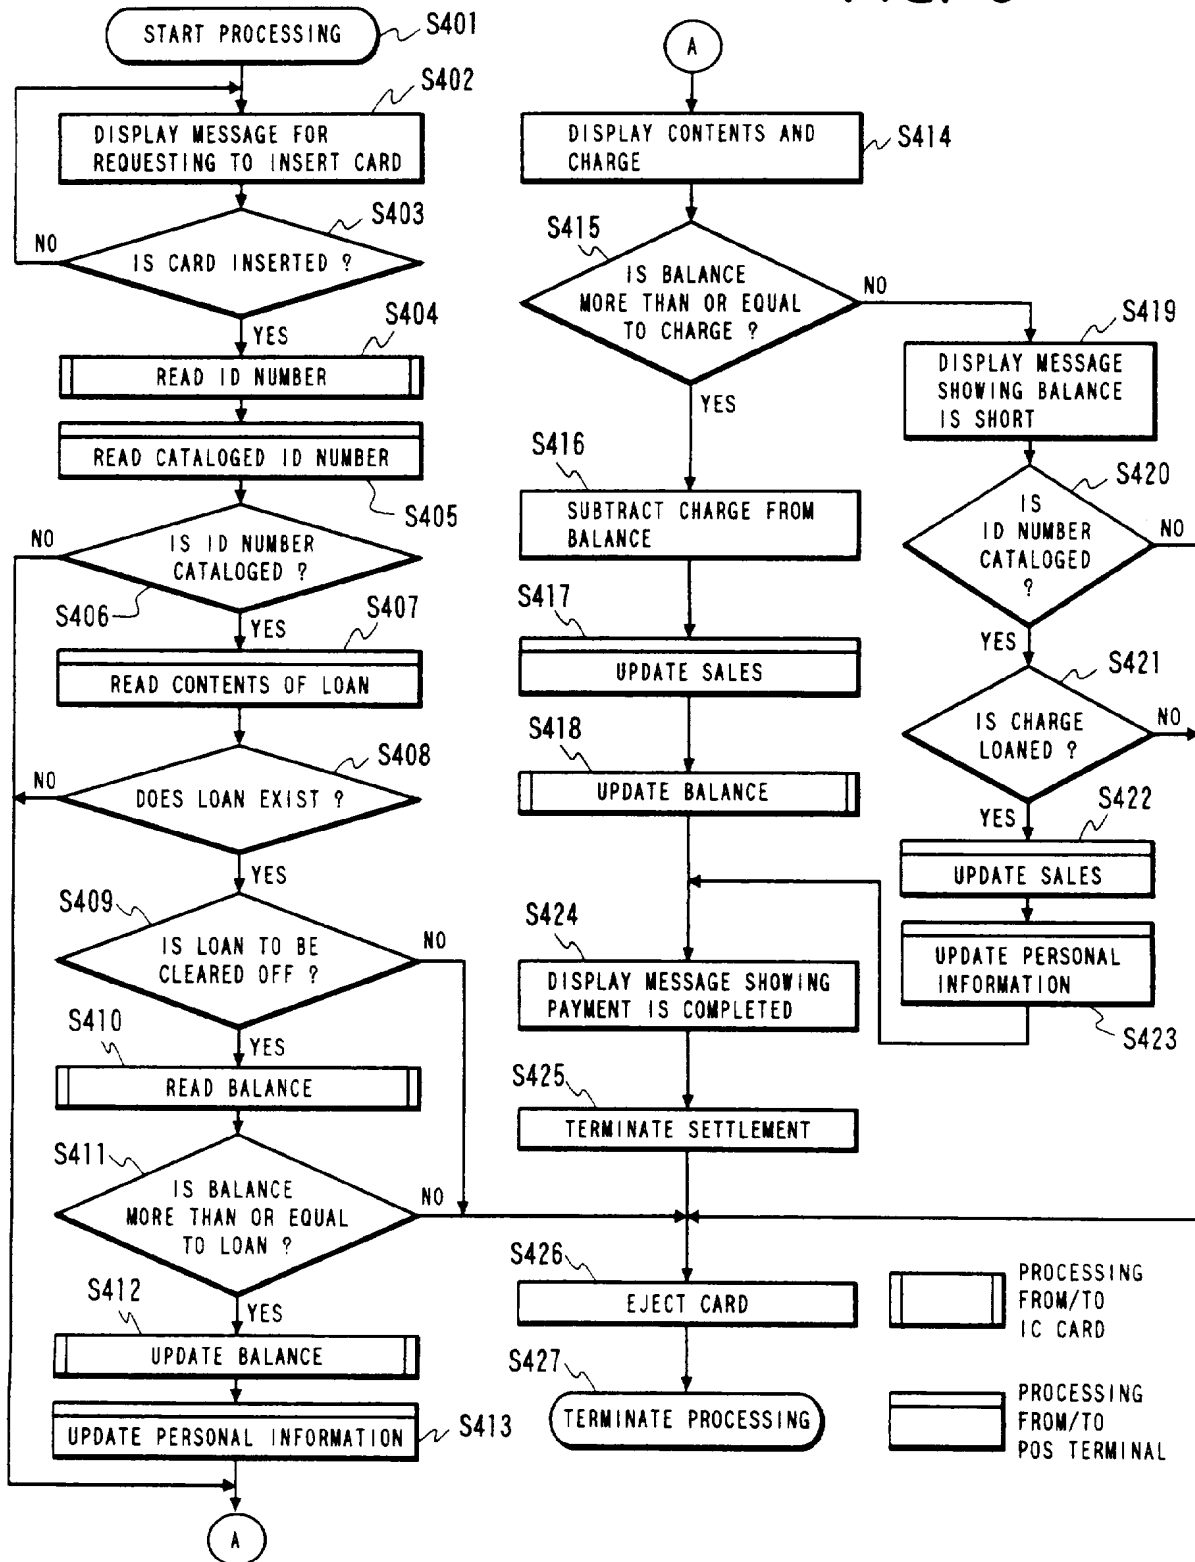 START PROCESSING
S401
S402
DISPLAY MESSAGE FOR
REQUESTING TO INSERT CARD
S403
NO
IS CARD INSERTED ?
YES
S404
READ ID NUMBER
READ CATALOGED ID NUMBER
S405
NO
IS ID NUMBER
CATALOGED ?
S406
YES
S407
READ CONTENTS OF LOAN
S408
NO
DOES LOAN EXIST ?
YES
S409
IS LOAN TO BE
CLEARED OFF ?
NO
S410
YES
READ BALANCE
S411
IS BALANCE
MORE THAN OR EQUAL
TO LOAN ?
NO
S412
YES
UPDATE BALANCE
UPDATE PERSONAL INFORMATION
S413
A
A
DISPLAY CONTENTS AND
CHARGE
S414
S415
IS BALANCE
MORE THAN OR EQUAL
TO CHARGE ?
NO
YES
S416
SUBTRACT CHARGE FROM
BALANCE
S417
UPDATE SALES
S418
UPDATE BALANCE
S424
DISPLAY MESSAGE SHOWING
PAYMENT IS COMPLETED
S425
TERMINATE SETTLEMENT
S426
EJECT CARD
S427
TERMINATE PROCESSING
S419
DISPLAY MESSAGE
SHOWING BALANCE
IS SHORT
S420
IS
ID NUMBER
CATALOGED
?
NO
YES
S421
IS CHARGE
LOANED ?
NO
YES
S422
UPDATE SALES
UPDATE PERSONAL
INFORMATION
S423
PROCESSING
FROM/TO
IC CARD
PROCESSING
FROM/TO
POS TERMINAL